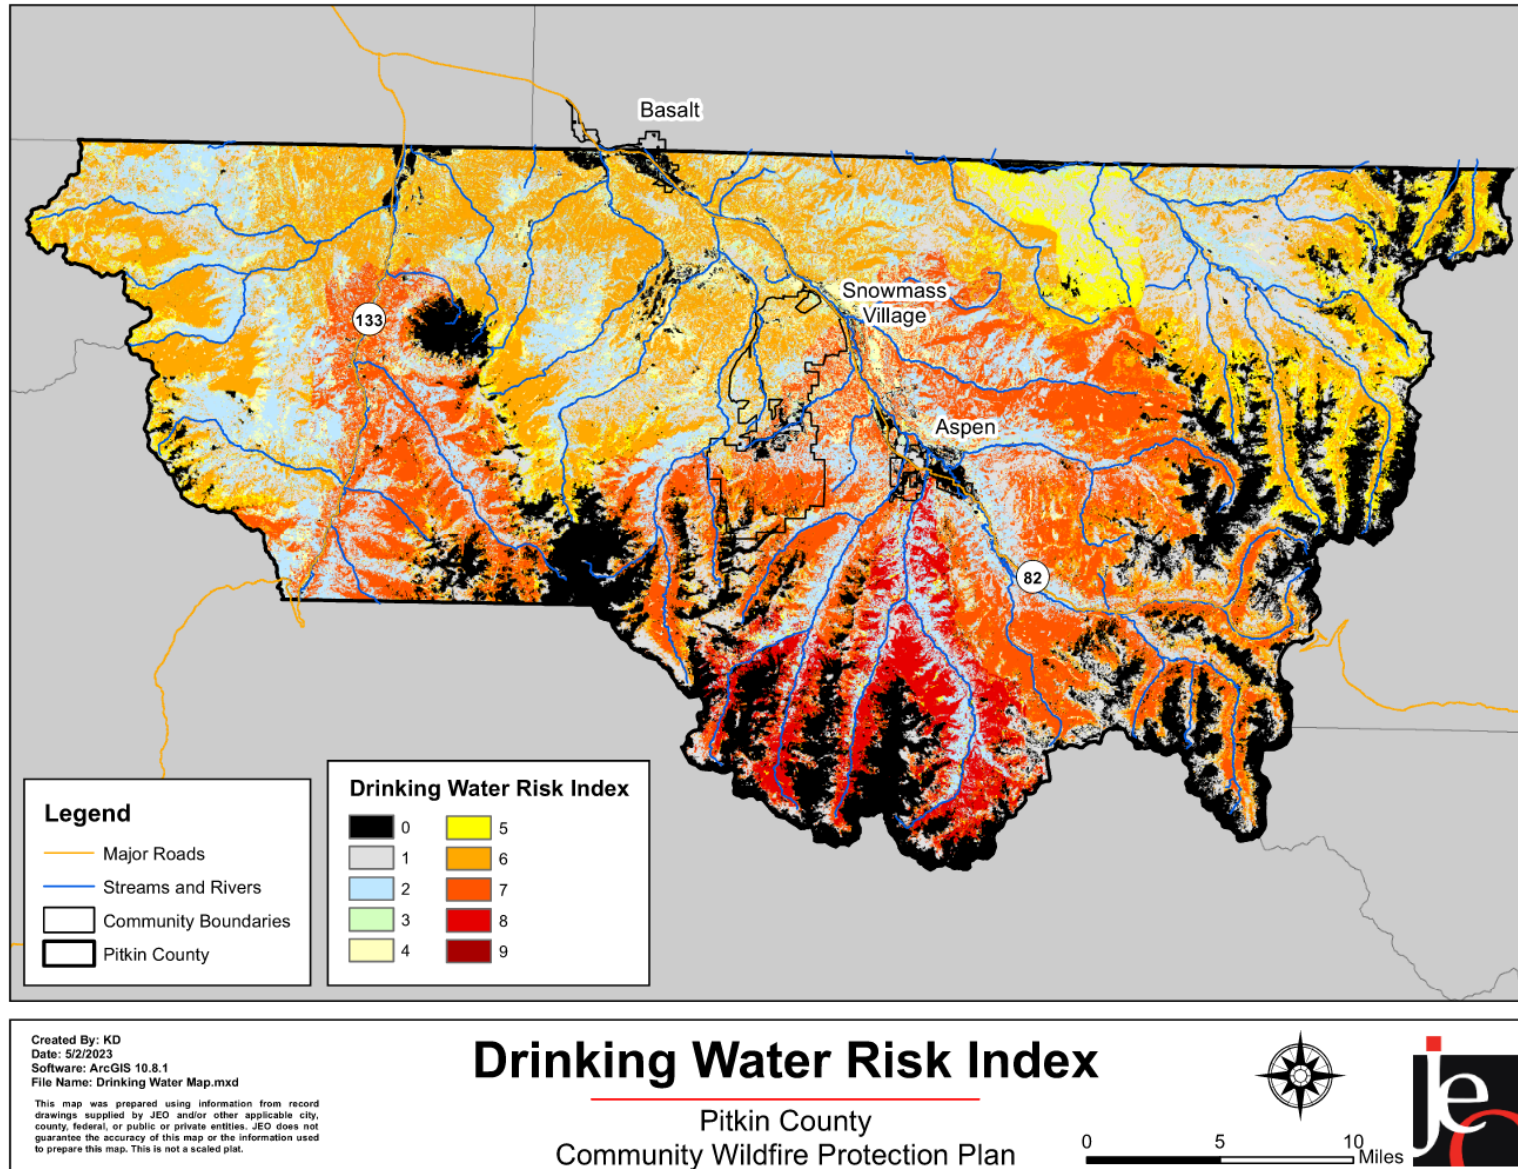 Basalt
Snowmass
Village
133
Aspen
82
Legend
Major Roads
Streams and Rivers
Community Boundaries
Pitkin County
Drinking Water Risk Index
0
1
2
3
4
5
6
7
8
9
Created By: KD
Date: 5/2/2023
Software: ArcGIS 10.8.1
File Name: Drinking Water Map.mxd
This map was prepared using information from record
drawings supplied by JEO and/or other applicable city,
county, federal, or public or private entities. JEO does not
guarantee the accuracy of this map or the information used
to prepare this map. This is not a scaled plat.
Drinking Water Risk Index
Pitkin County
Community Wildfire Protection Plan
0 5 10
Miles
jeo